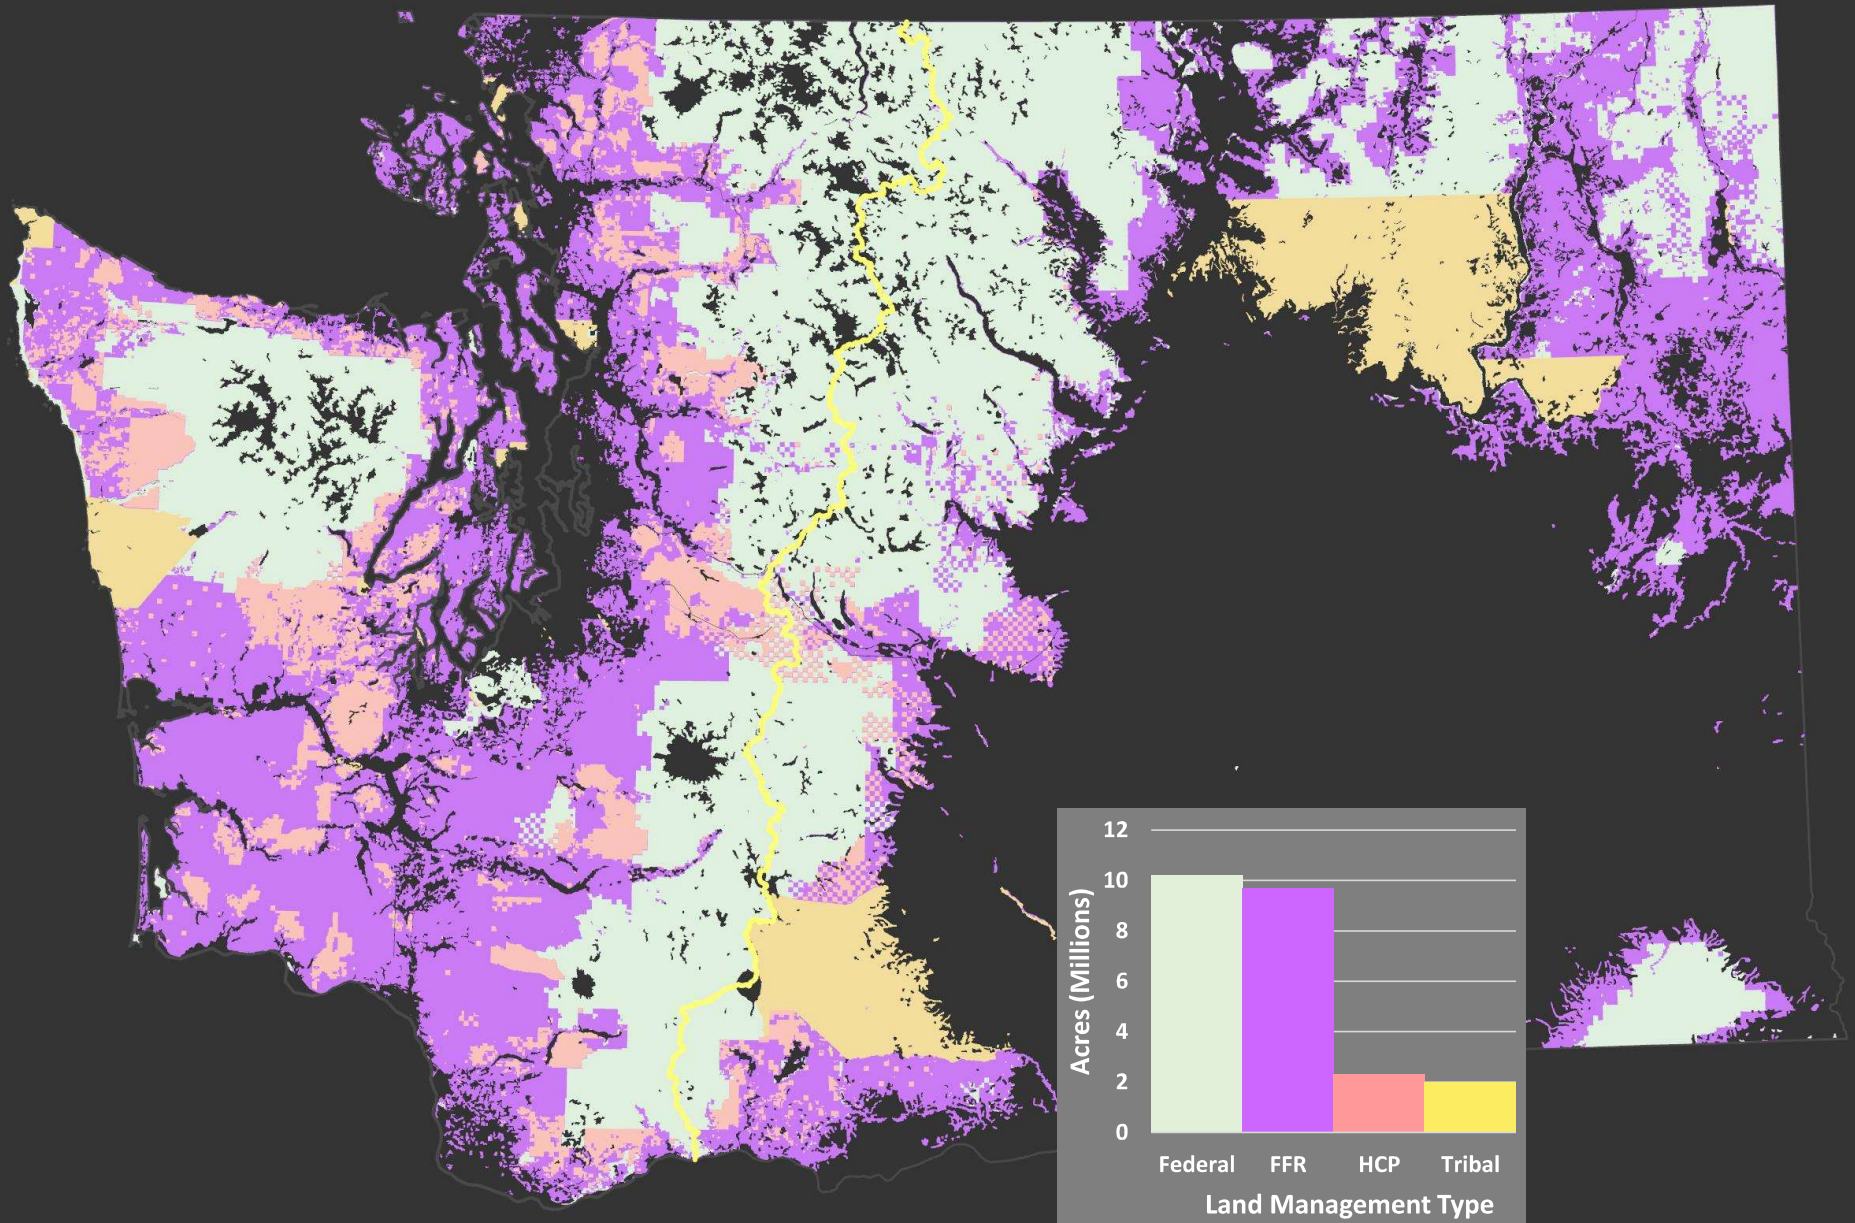 12
10
8
6
4
2
0
Acres (Millions)
Federal FFR HCP Tribal
Land Management Type